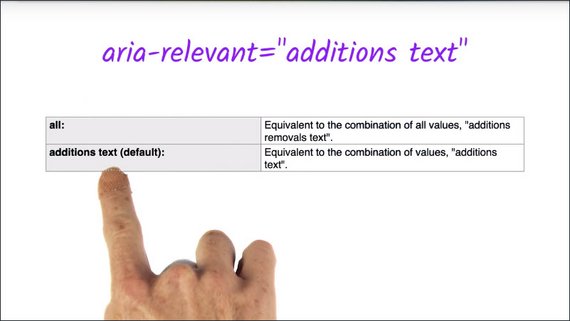 aria-relevant="additions text"
all:
Equivalent to the combination of all values, "additions
removals text".
additions text (default):
Equivalent to the combination of values, "additions
text".